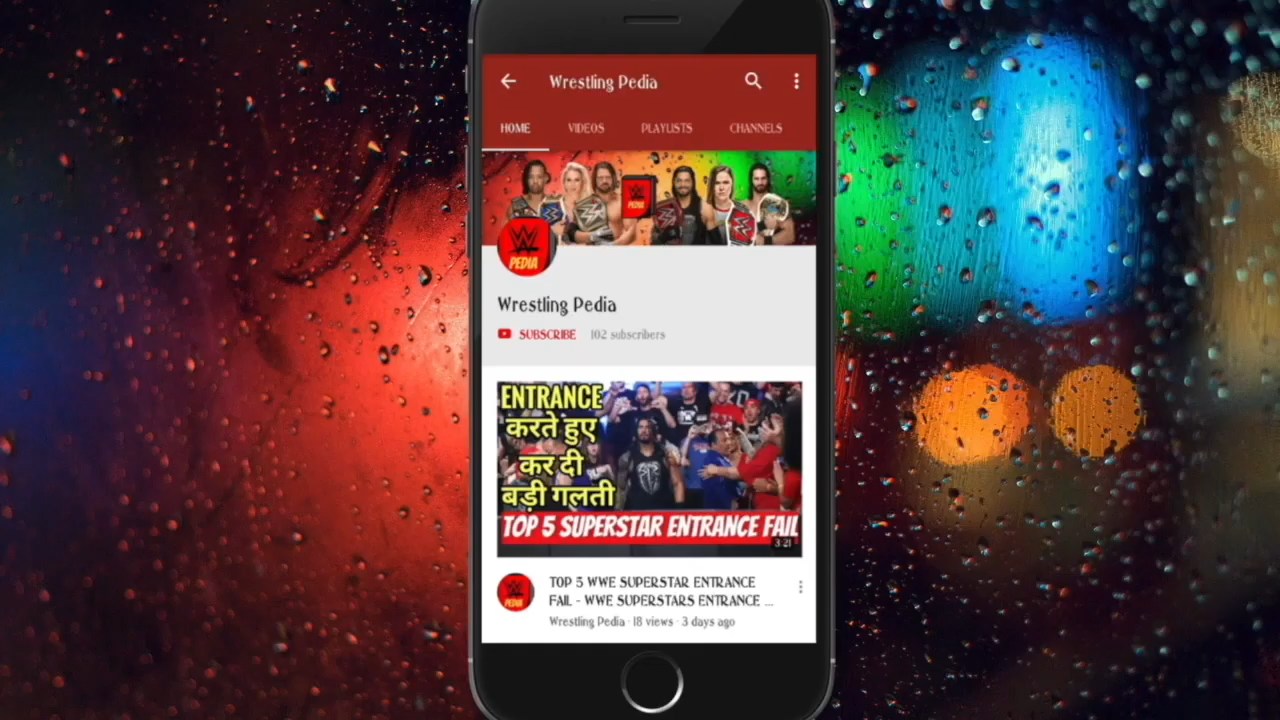 Wrestling Pedia
HOME VIDEOS PLAYLISTS CHANNELS
PEDIA
PEDIA
Wrestling Pedia
SUBSCRIBE 102 subscribers
ENTRANCE
करते हुए
कर दी
बड़ी गलती
TOP 5 SUPERSTAR ENTRANCE FAIL
3:21
TOP 5 WWE SUPERSTAR ENTRANCE
FAIL - WWE SUPERSTARS ENTRANCE ...
Wrestling Pedia · 18 views · 3 days ago
PEDIA